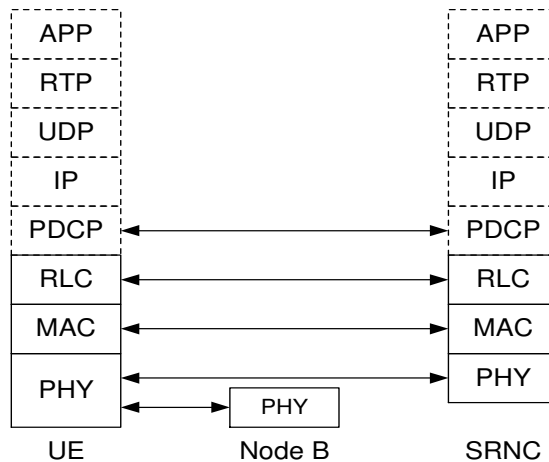 APP APP
RTP RTP
UDP UDP
IP IP
PDCP PDCP
RLC RLC
MAC MAC
PHY PHY
PHY
UE Node B SRNC